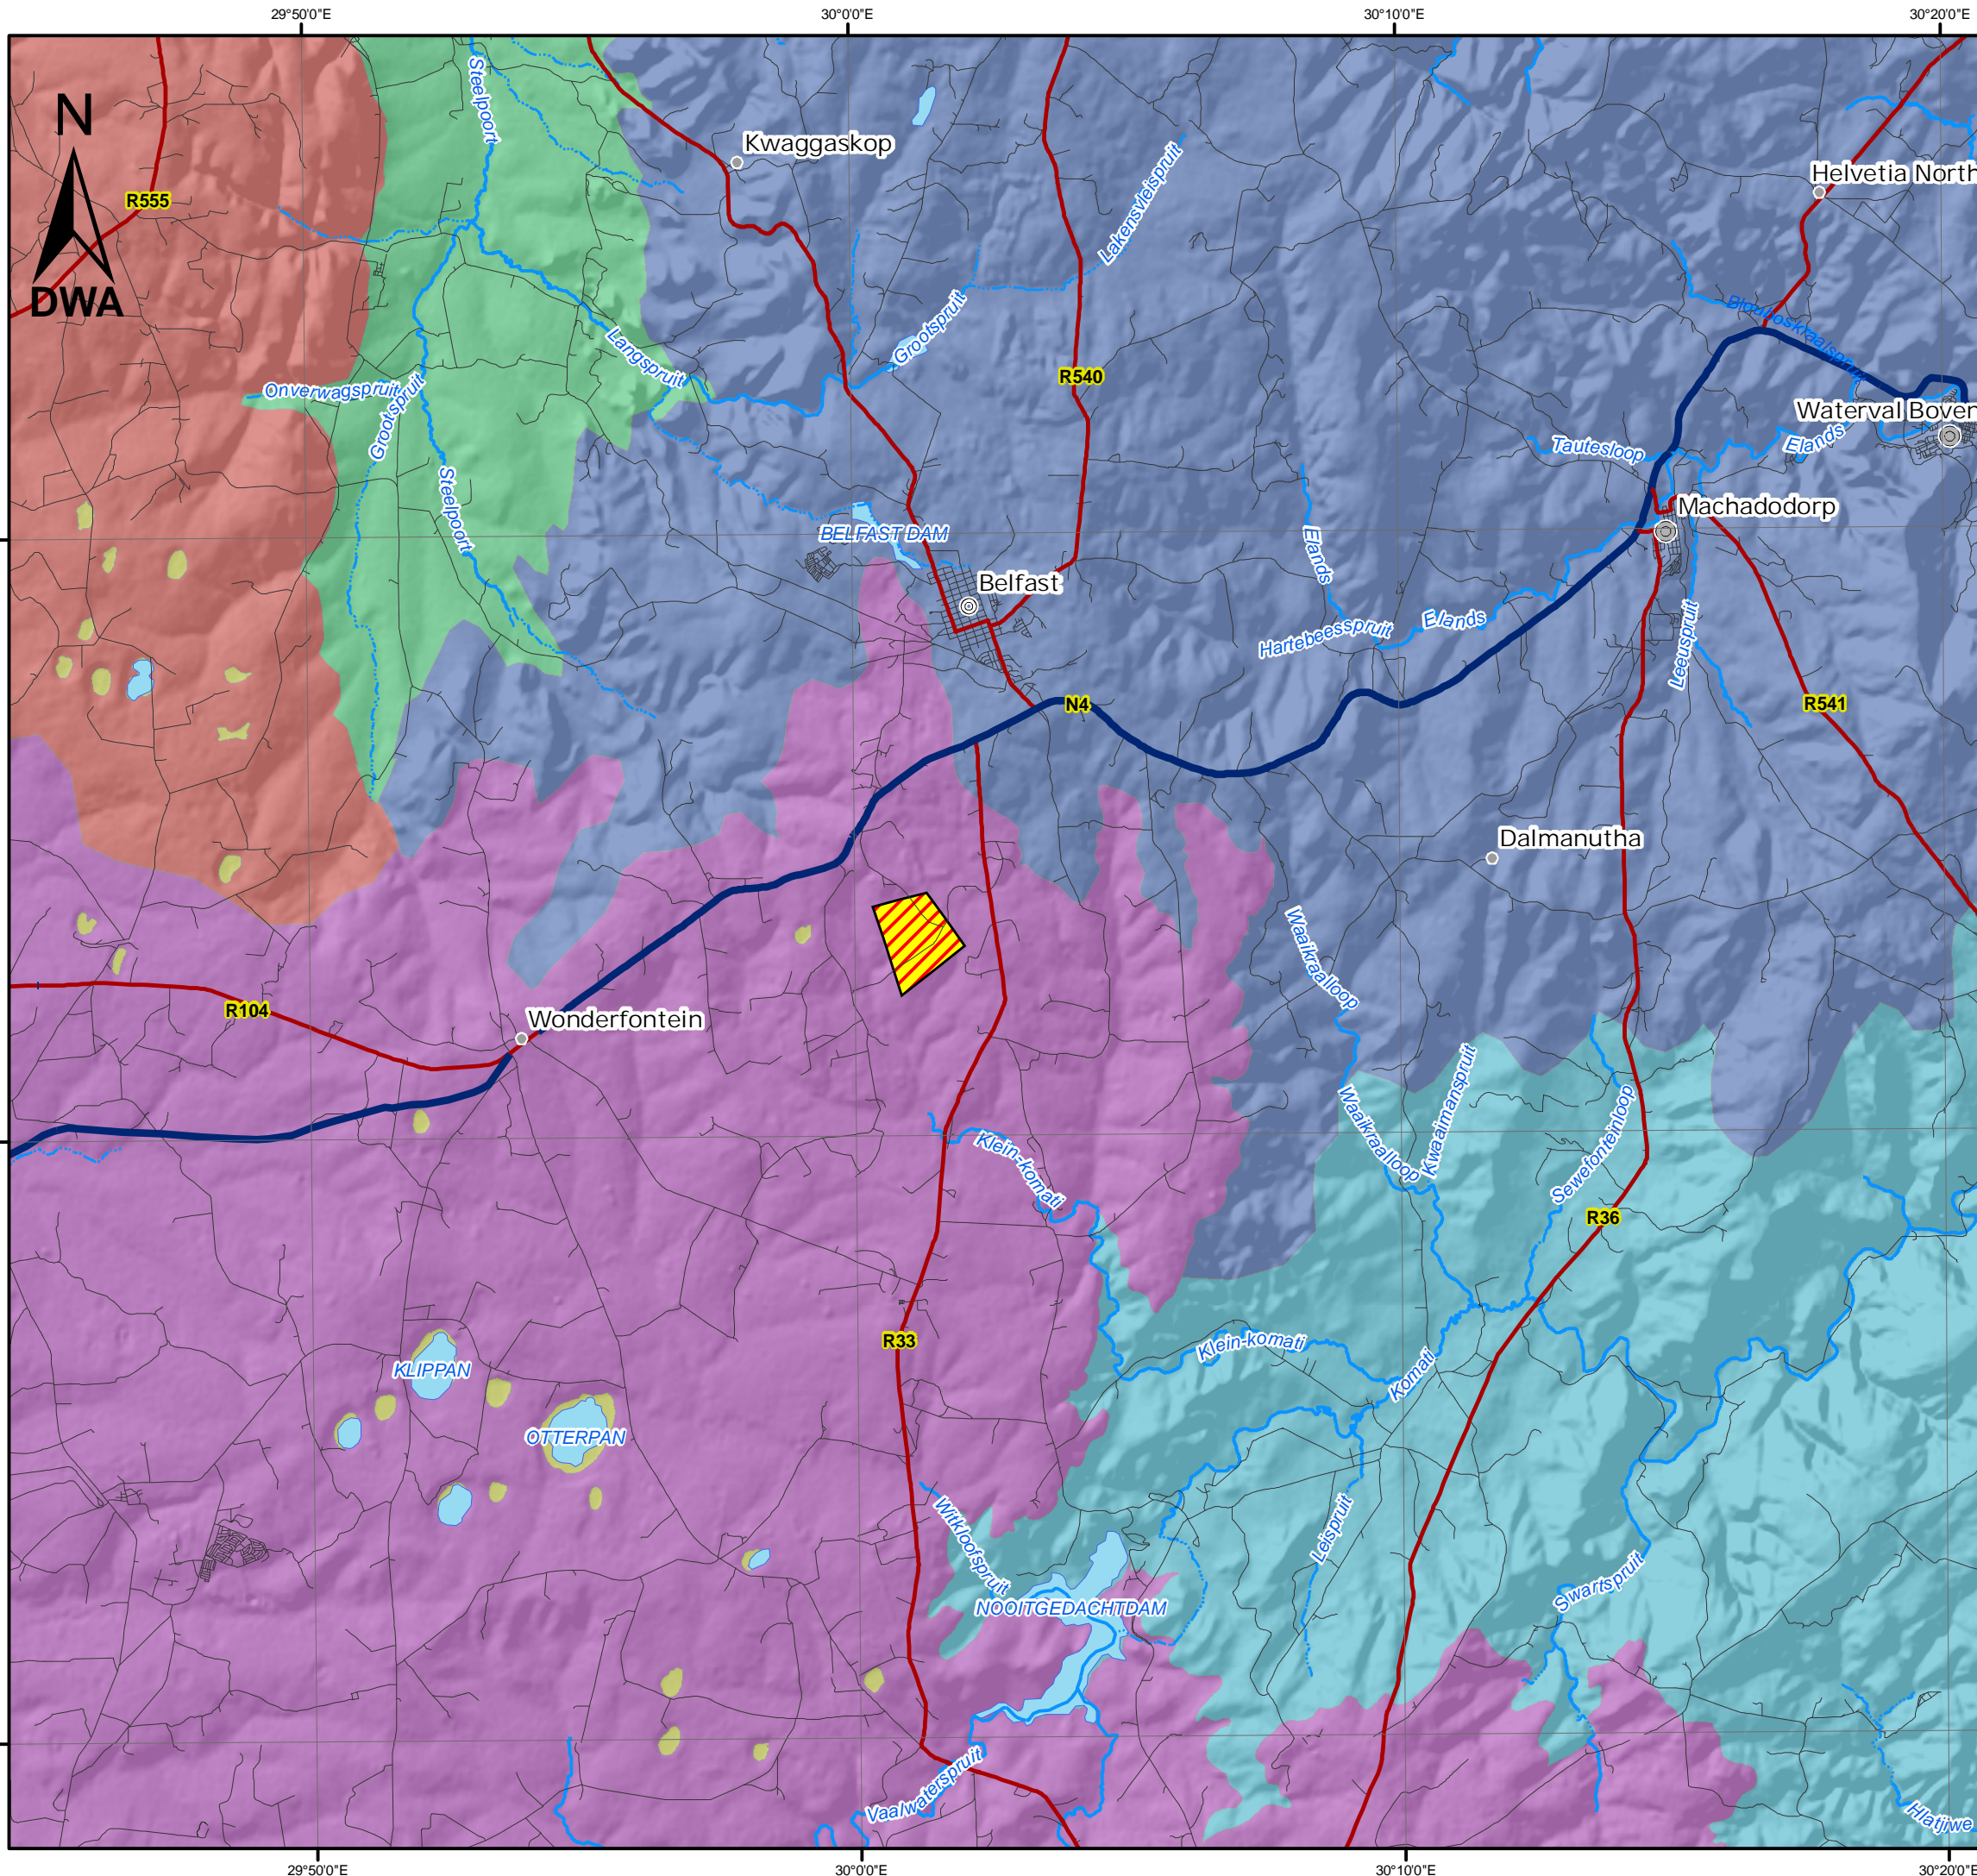 29°50'0"E
30°0'0"E
30°10'0"E
30°20'0"E
N
DWA
Steelpoort
Kwaggaskop
Lakensvleispruit
Helvetia North
R555
Grootspruit
Blouboskraalspruit
Langspruit
R540
Onverwagspruit
Grootspruit
Waterval Boven
Elands
Tautesloop
Steelpoort
Machadodorp
BELFAST DAM
Elands
Belfast
Elands
Hartebeesspruit
Leeuspruit
N4
R541
Dalmanutha
Waaikraalloop
R104
Wonderfontein
Kwaaimanspruit
Waaikraalloop
Sewefonteinloop
Klein-komati
R36
R33
Klein-komati
KLIPPAN
Komati
OTTERPAN
Witkloofspruit
Leispruit
Swartspruit
NOOITGEDACHTDAM
Vaalwaterspruit
Hlatjiwe
29°50'0"E
30°0'0"E
30°10'0"E
30°20'0"E